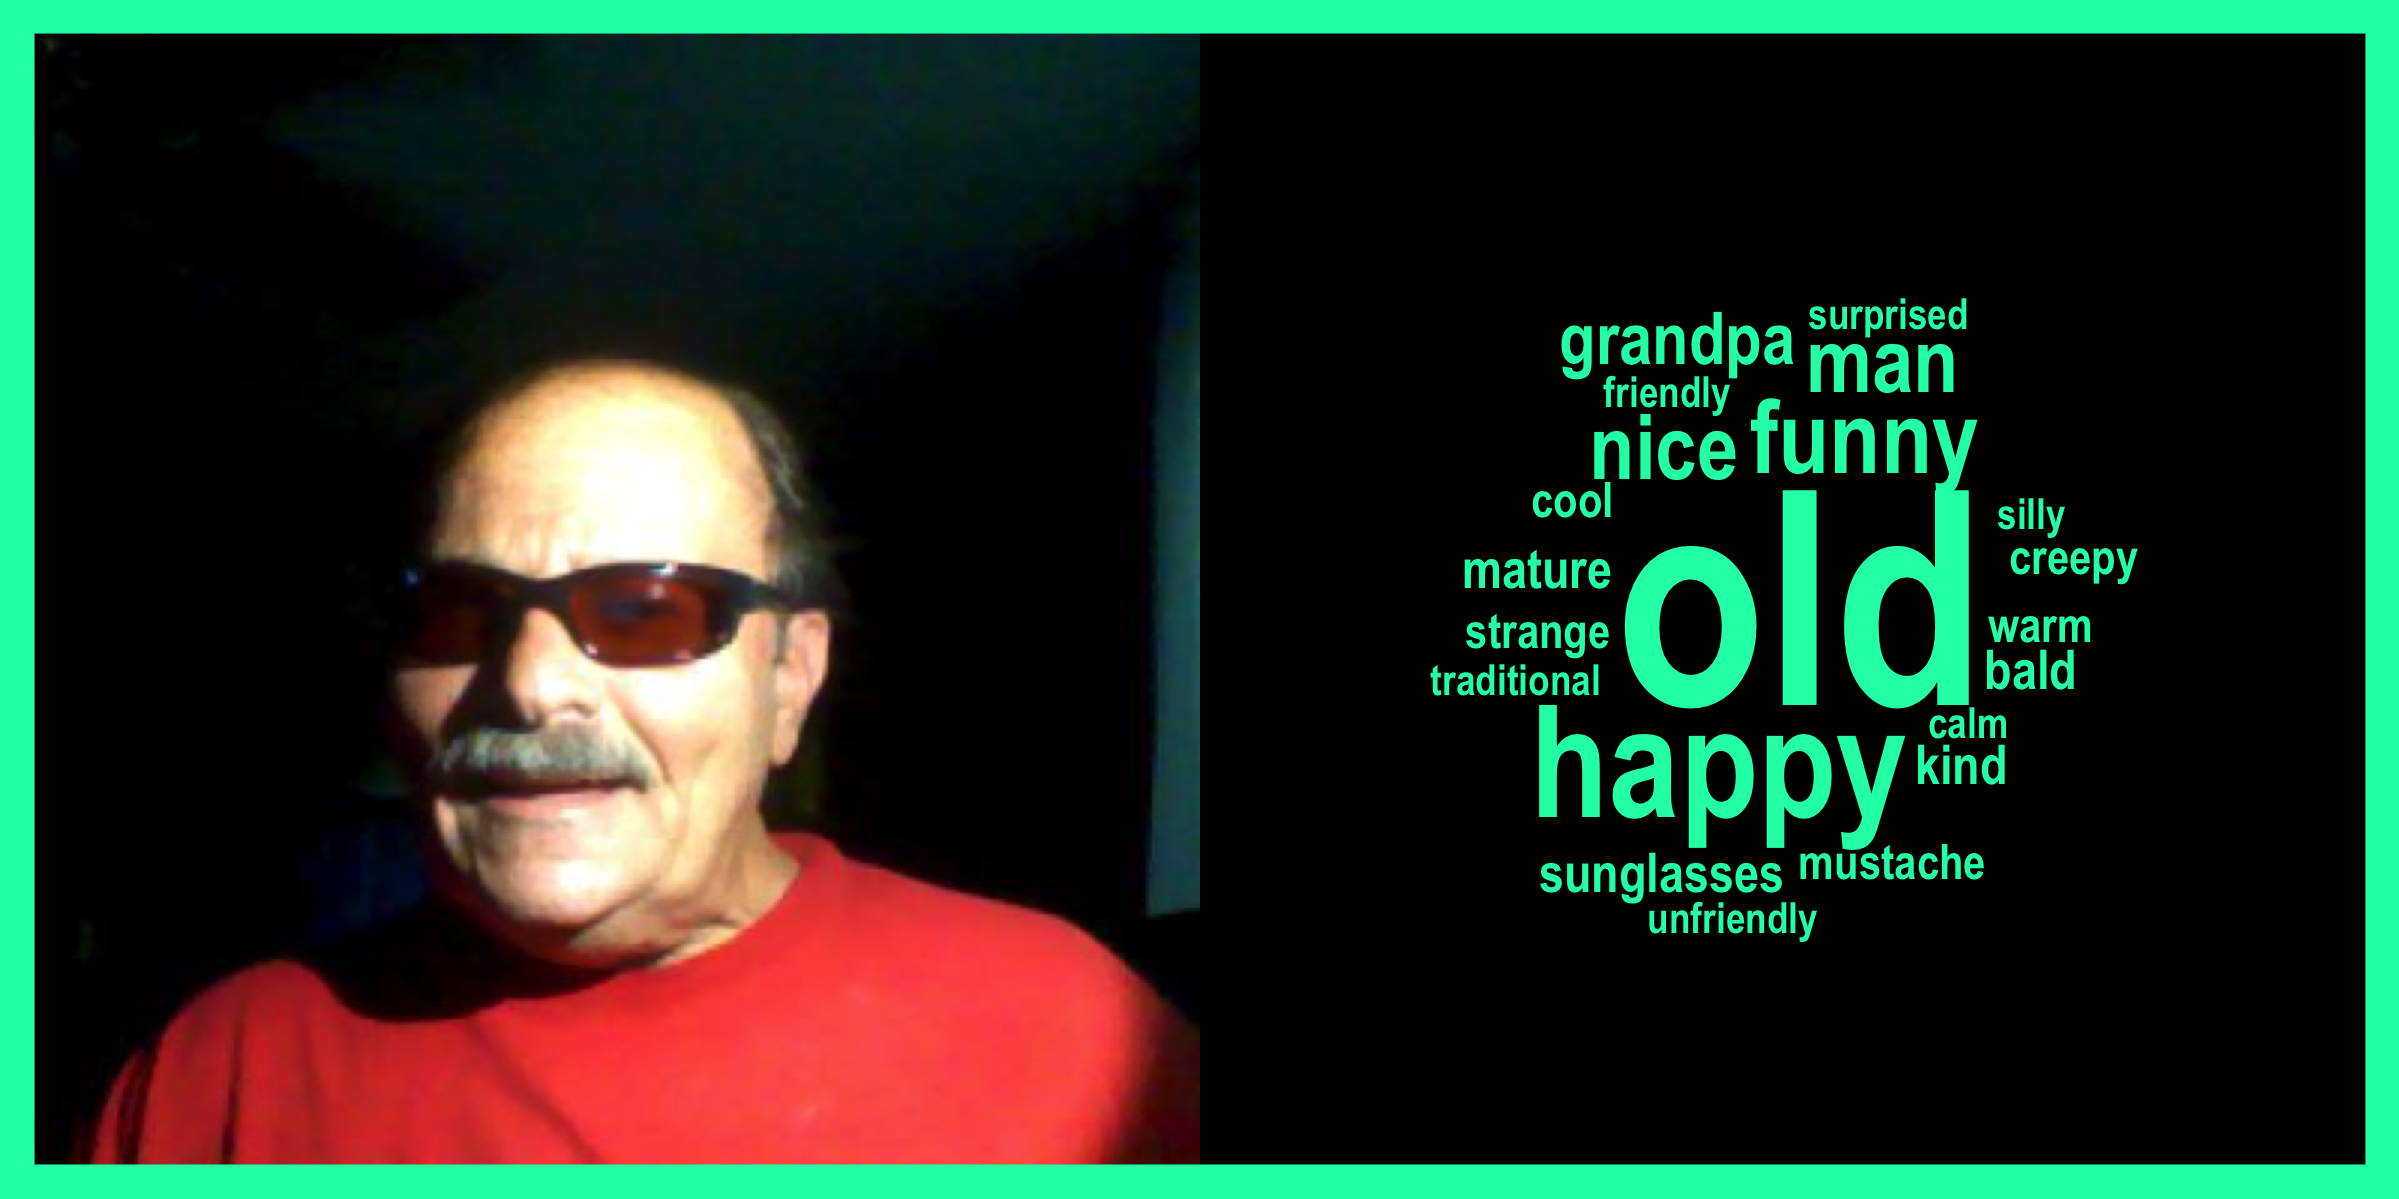 surprised
grandpa man
friendly
nice funny
cool silly
mature creepy
old
strange warm
traditional bald
happy calm
kind
sunglasses mustache
unfriendly